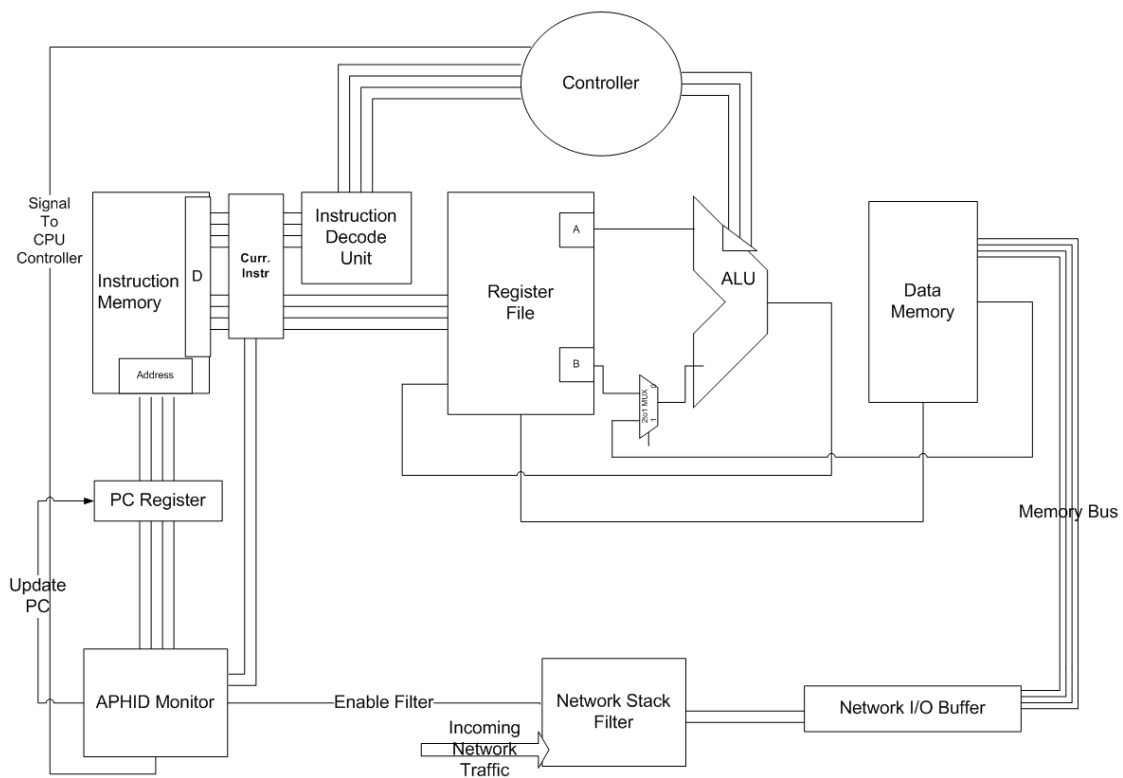 Controller
Signal
To
CPU
Controller
Instruction
Memory
D
Address
Curr.
Instr
Instruction
Decode
Unit
Register
File
A
B
2to1 MUX
0
1
ALU
Data
Memory
PC Register
Memory Bus
Update
PC
APHID Monitor
Enable Filter
Network Stack
Filter
Network I/O Buffer
Incoming
Network
Traffic